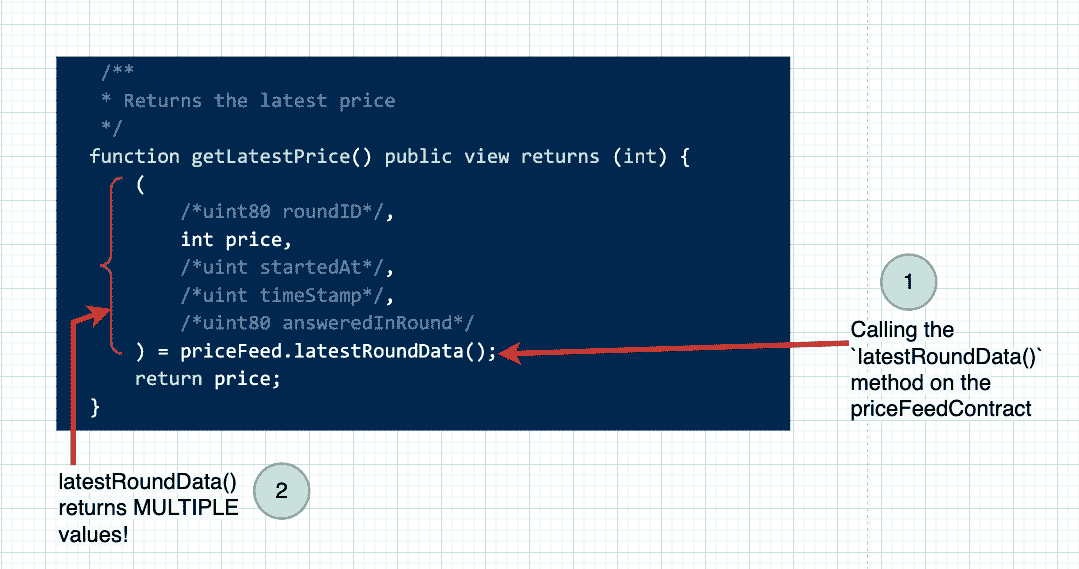 /**
* Returns the latest price
*/
function getLatestPrice() public view returns (int) {
(
/*uint80 roundID*/,
int price,
/*uint startedAt*/,
/*uint timeStamp*/,
/*uint80 answeredInRound*/
) = priceFeed.latestRoundData();
return price;
}
1
Calling the
`latestRoundData()`
method on the
priceFeedContract
latestRoundData()
returns MULTIPLE
values!
2